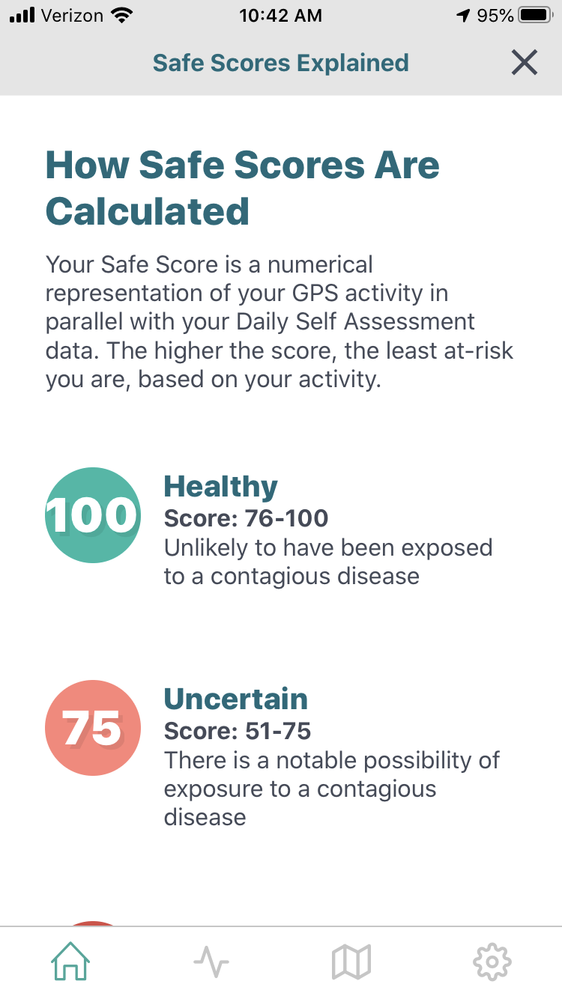 Verizon 10:42 AM 95%
Safe Scores Explained
How Safe Scores Are
Calculated
Your Safe Score is a numerical
representation of your GPS activity in
parallel with your Daily Self Assessment
data. The higher the score, the least at-risk
you are, based on your activity.
100
Healthy
Score: 76-100
Unlikely to have been exposed
to a contagious disease
75
Uncertain
Score: 51-75
There is a notable possibility of
exposure to a contagious
disease